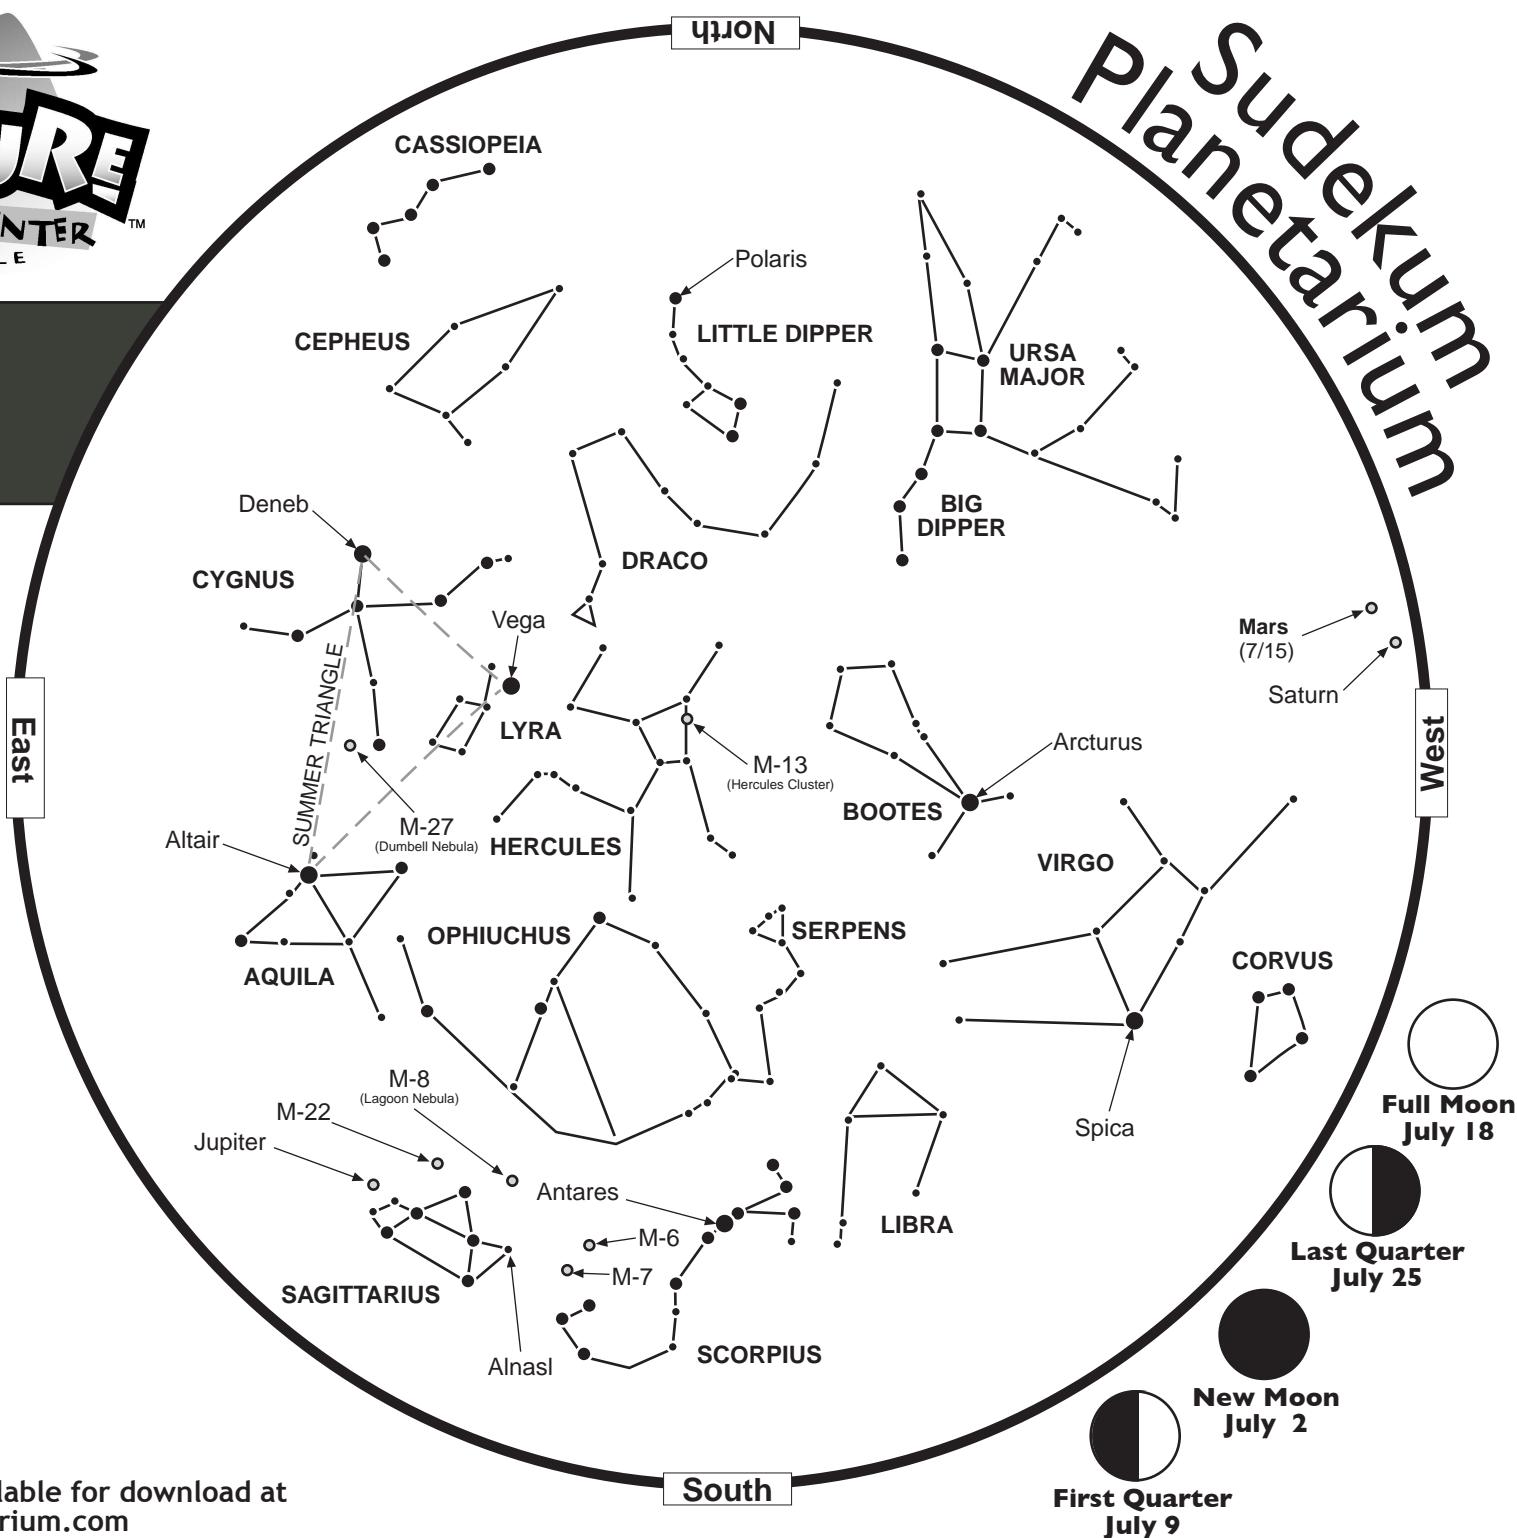 North
Sudekum
Planetarium
URE
NTER
TM
LE
CASSIOPEIA
Polaris
CEPHEUS
LITTLE DIPPER
URSA
MAJOR
Deneb
BIG
DIPPER
DRACO
CYGNUS
Vega
Mars
(7/15)
Saturn
SUMMER TRIANGLE
LYRA
East
West
M-13
(Hercules Cluster)
Arcturus
BOOTES
M-27
(Dumbell Nebula)
HERCULES
Altair
VIRGO
OPHIUCHUS
SERPENS
AQUILA
CORVUS
M-8
(Lagoon Nebula)
M-22
Jupiter
Spica
Full Moon
July 18
Antares
M-6
M-7
LIBRA
Last Quarter
July 25
SAGITTARIUS
Alnasl
SCORPIUS
New Moon
July 2
South
First Quarter
July 9
lable for download at
rium.com